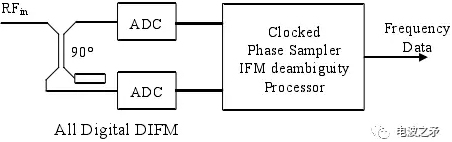 RFin
90°
ADC
ADC
Clocked
Phase Sampler
IFM deambiguity
Processor
Frequency
Data
All Digital DIFM
电波之矛